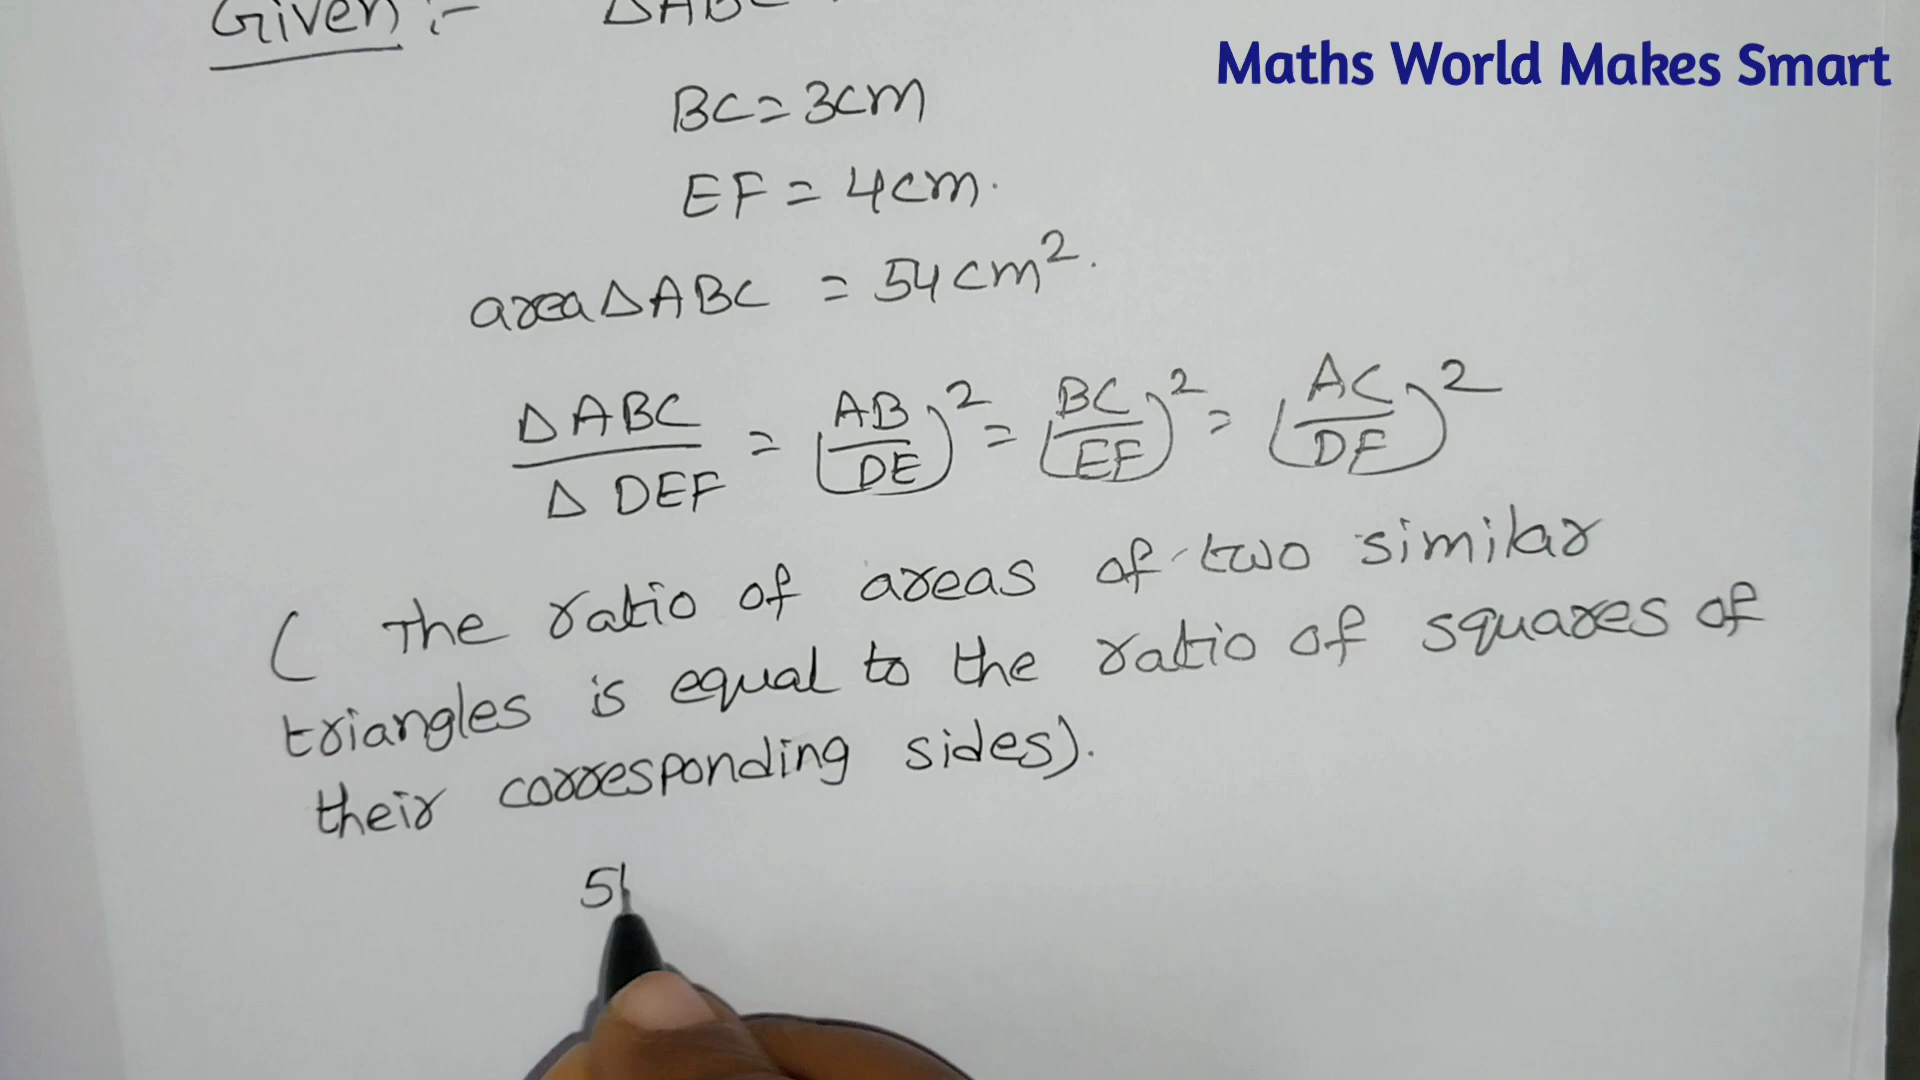 Given :- ΔABC
Maths World Makes Smart
BC = 3cm
EF = 4cm.
area ΔABC = 54cm².
ΔABC/ΔDEF = (AB/DE)² = (BC/EF)² = (AC/DF)²
( The ratio of areas of two similar
triangles is equal to the ratio of squares of
their corresponding sides).
5